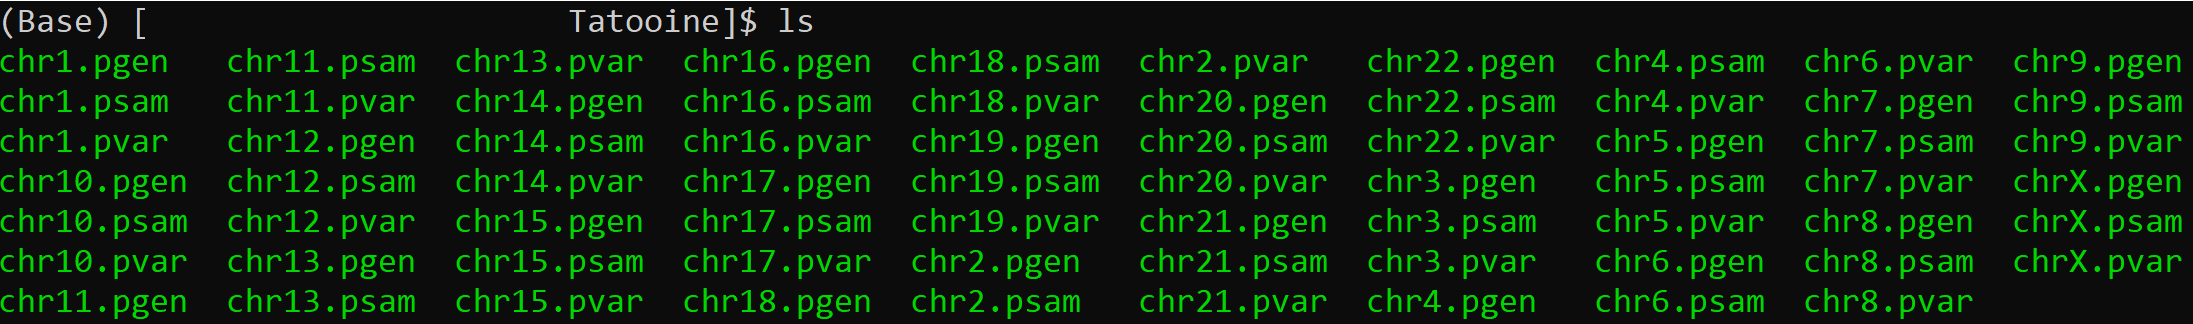 (Base) [ Tatooine]$ ls
chr1.pgen chr11.psam chr13.pvar chr16.pgen chr18.psam chr2.pvar chr22.pgen chr4.psam chr6.pvar chr9.pgen
chr1.psam chr11.pvar chr14.pgen chr16.psam chr18.pvar chr20.pgen chr22.psam chr4.pvar chr7.pgen chr9.psam
chr1.pvar chr12.pgen chr14.psam chr16.pvar chr19.pgen chr20.psam chr22.pvar chr5.pgen chr7.psam chr9.pvar
chr10.pgen chr12.psam chr14.pvar chr17.pgen chr19.psam chr20.pvar chr3.pgen chr5.psam chr7.pvar chrX.pgen
chr10.psam chr12.pvar chr15.pgen chr17.psam chr19.pvar chr21.pgen chr3.psam chr5.pvar chr8.pgen chrX.psam
chr10.pvar chr13.pgen chr15.psam chr17.pvar chr2.pgen chr21.psam chr3.pvar chr6.pgen chr8.psam chrX.pvar
chr11.pgen chr13.psam chr15.pvar chr18.pgen chr2.psam chr21.pvar chr4.pgen chr6.psam chr8.pvar